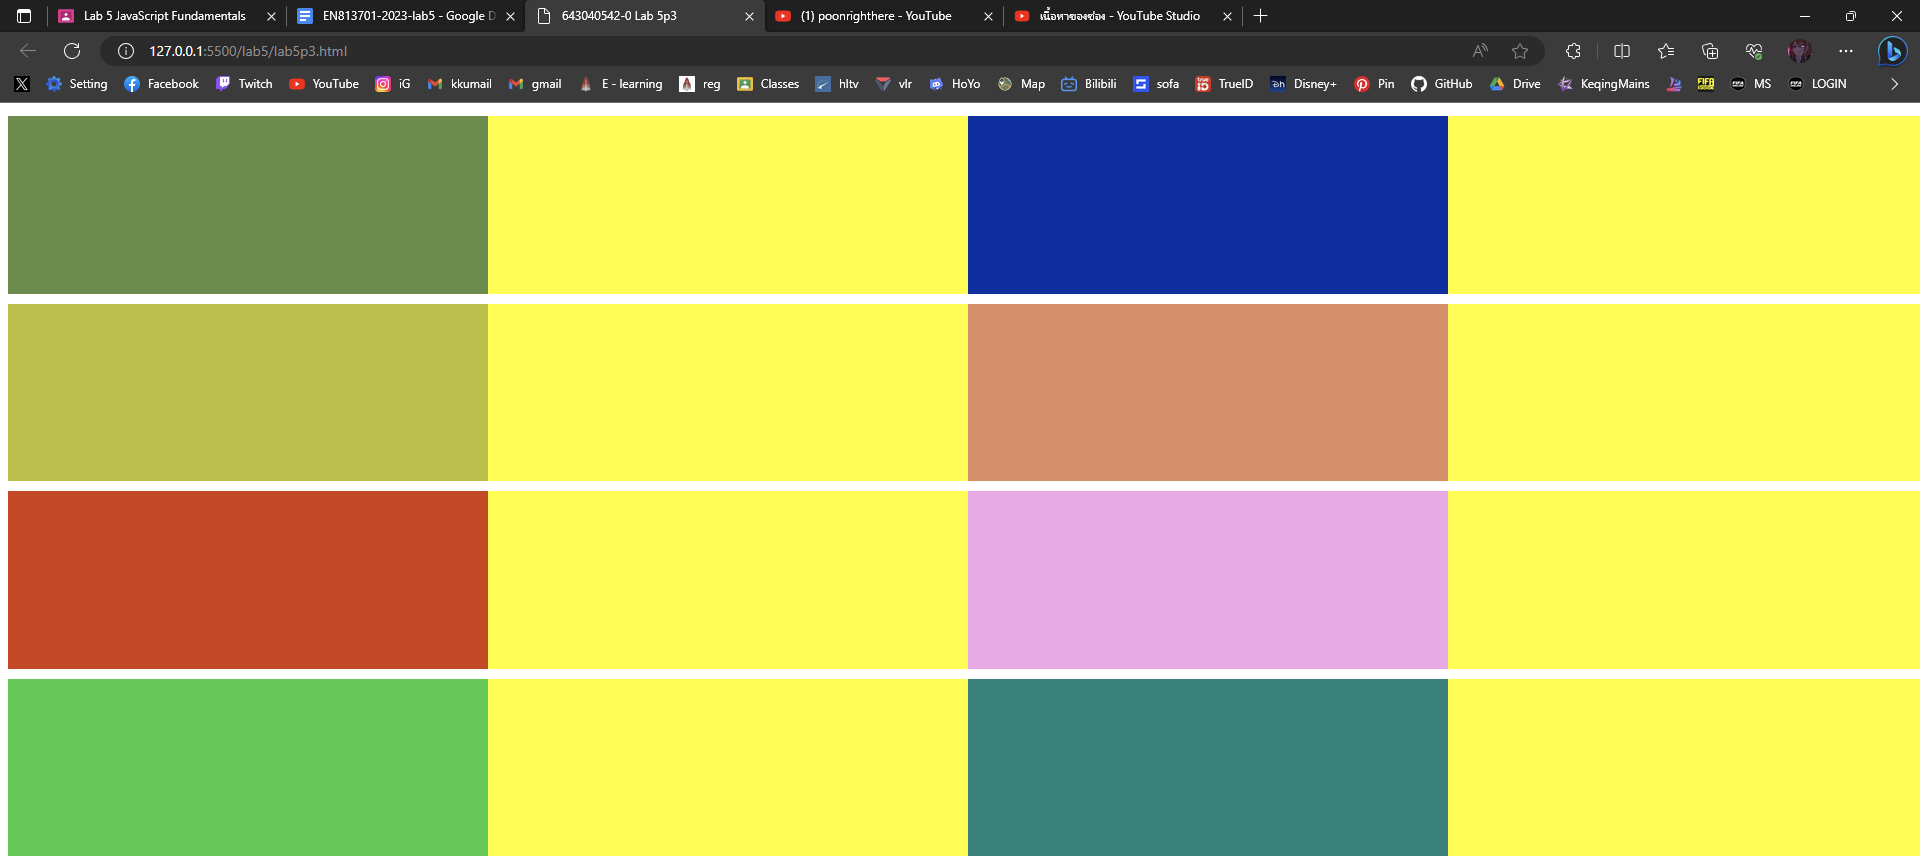 Lab 5 JavaScript Fundamentals
EN813701-2023-lab5 - Google D
643040542-0 Lab 5p3
(1) poonrighthere - YouTube
เนื้อหาของช่อง - YouTube Studio
127.0.0.1:5500/lab5/lab5p3.html
Setting Facebook Twitch YouTube iG kkumail gmail E - learning reg Classes hltv vlr HoYo Map Bilibili sofa TrueID Disney+ Pin GitHub Drive KeqingMains MS LOGIN